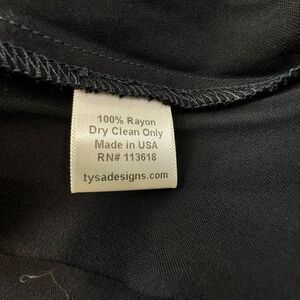 100% Rayon
Dry Clean Only
Made in USA
RN# 113618
tysadesigns.com